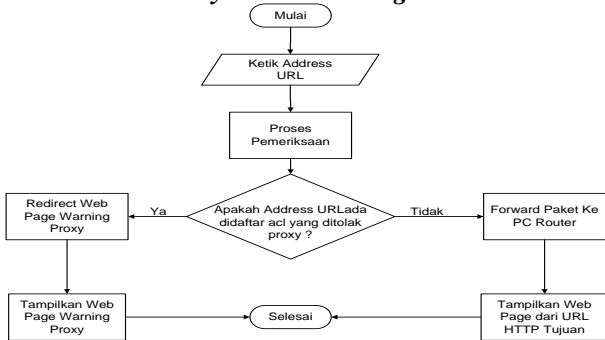 Mulai
Ketik Address
URL
Proses
Pemeriksaan
Apakah Address URLada
didaftar acl yang ditolak
proxy ?
Ya
Tidak
Redirect Web
Page Warning
Proxy
Forward Paket Ke
PC Router
Tampilkan Web
Page Warning
Proxy
Selesai
Tampilkan Web
Page dari URL
HTTP Tujuan